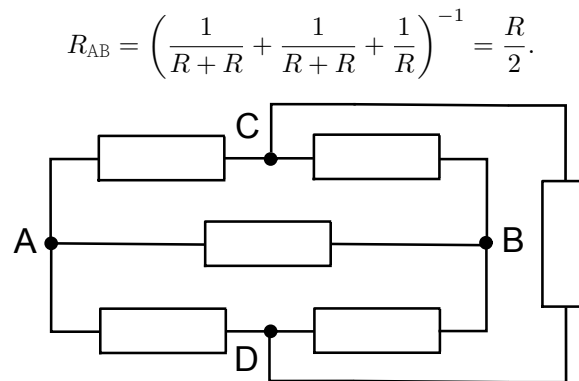 R_AB = (1/(R + R) + 1/(R + R) + 1/R)^−1 = R/2.
C
A
B
D